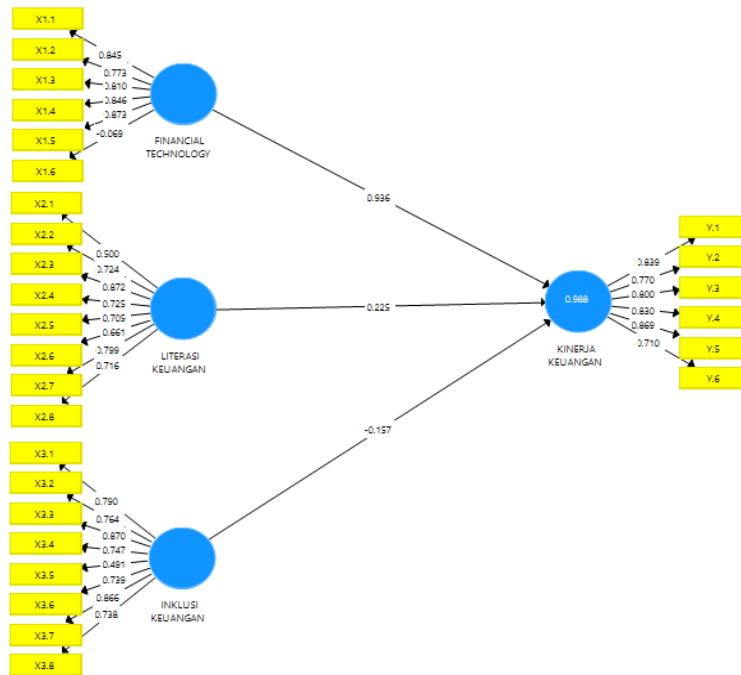 X1.1
X1.2
X1.3
X1.4
X1.5
X1.6
0.845
0.773
0.810
0.846
0.873
-0.069
FINANCIAL
TECHNOLOGY
0.936
X2.1
X2.2
X2.3
X2.4
X2.5
X2.6
X2.7
X2.8
0.500
0.724
0.872
0.725
0.705
0.661
0.799
0.716
LITERASI
KEUANGAN
0.225
X3.1
X3.2
X3.3
X3.4
X3.5
X3.6
X3.7
X3.8
0.790
0.764
0.870
0.747
0.491
0.739
0.866
0.738
INKLUSI
KEUANGAN
-0.157
0.988
KINERJA
KEUANGAN
0.839
0.770
0.800
0.830
0.869
0.710
Y.1
Y.2
Y.3
Y.4
Y.5
Y.6